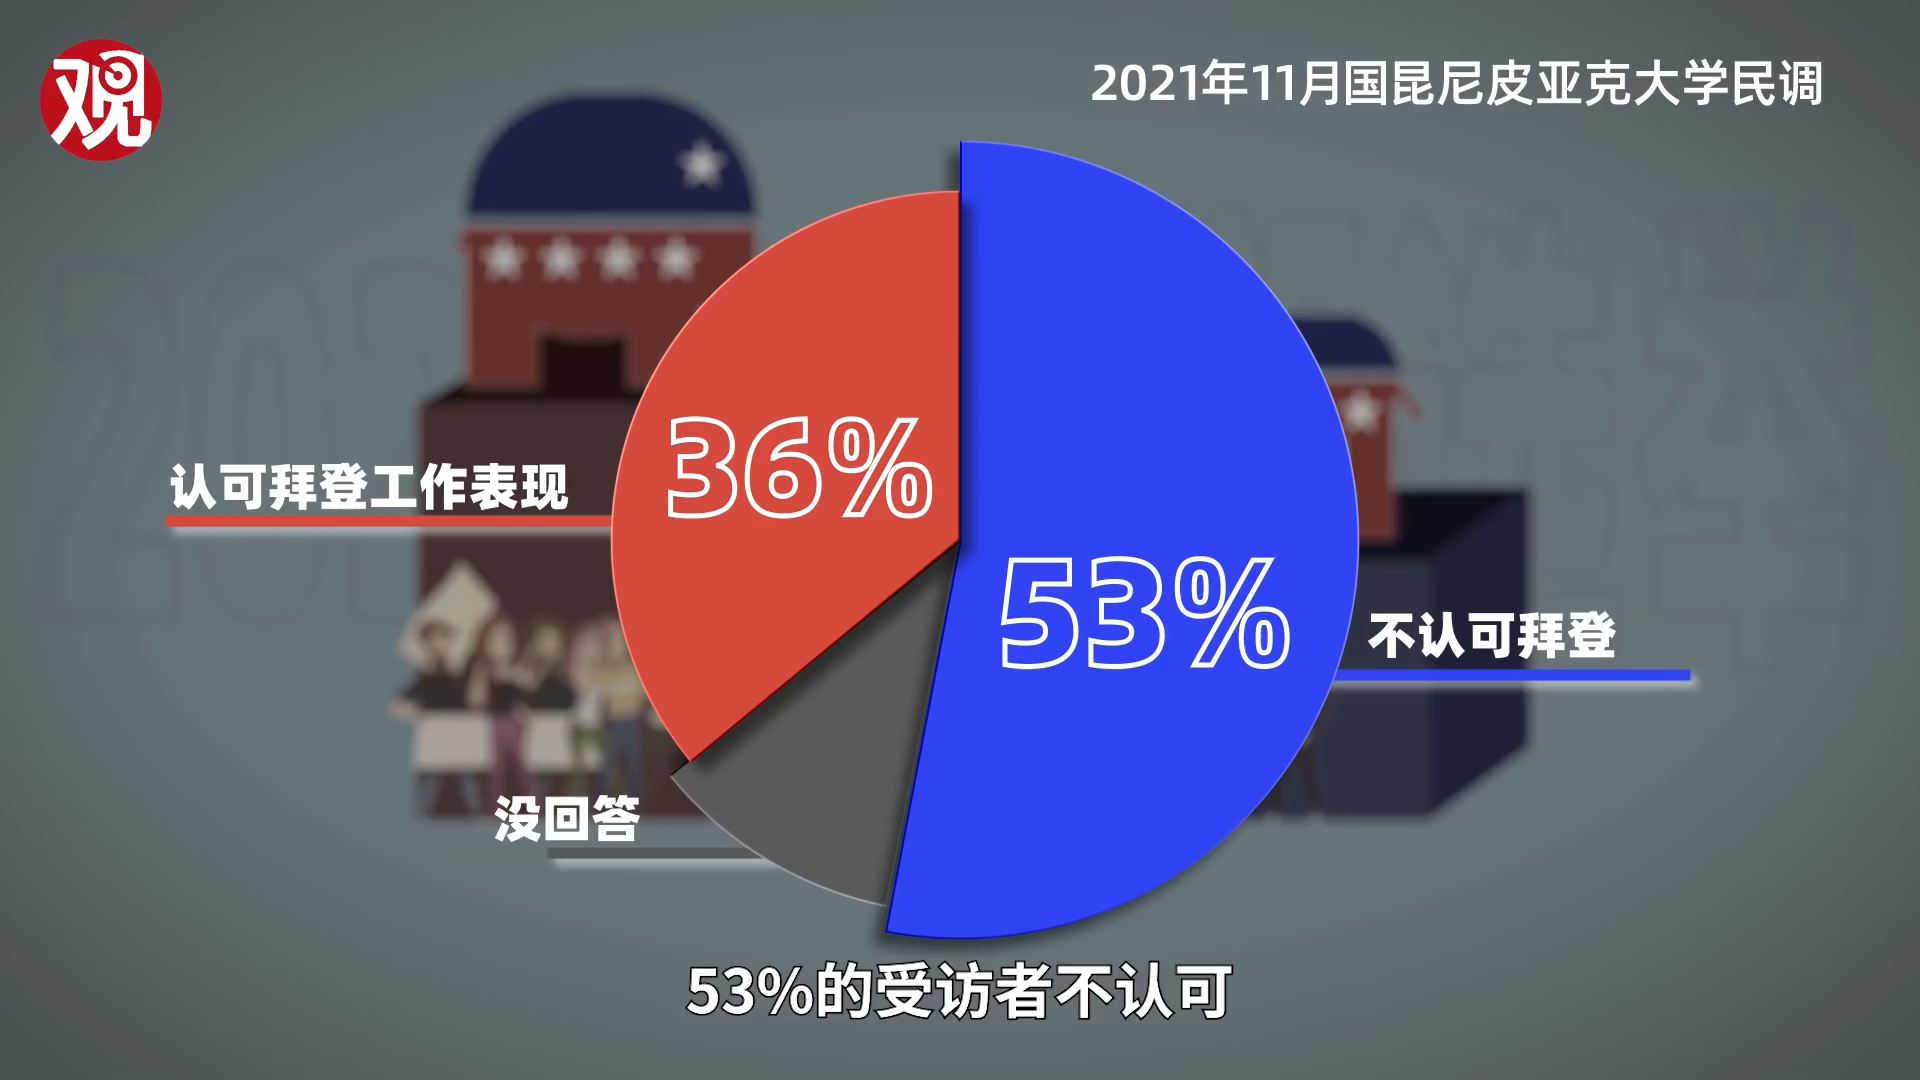 观
2021年11月国昆尼皮亚克大学民调
36%
认可拜登工作表现
53%
不认可拜登
没回答
53%的受访者不认可